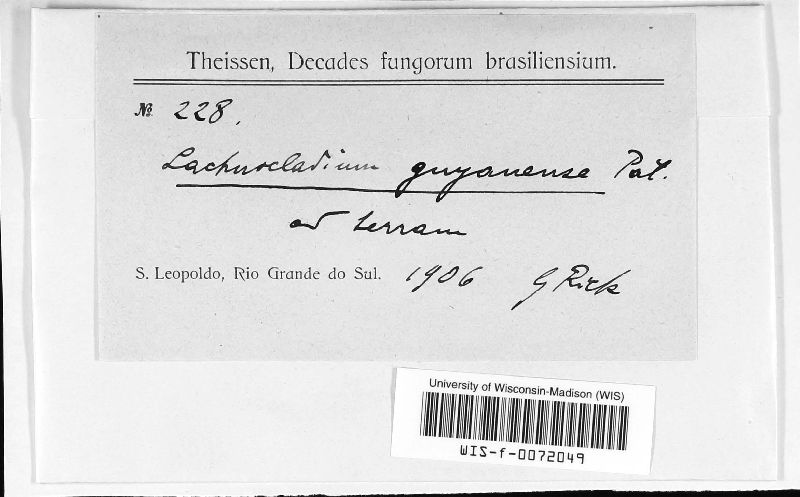 Theissen, Decades fungorum brasiliensium.
№ 228.
Lachnocladium guyanense Pat.
ad terram
S. Leopoldo, Rio Grande do Sul. 1906 J Rick
University of Wisconsin-Madison (WIS)
WIS-f-0072049